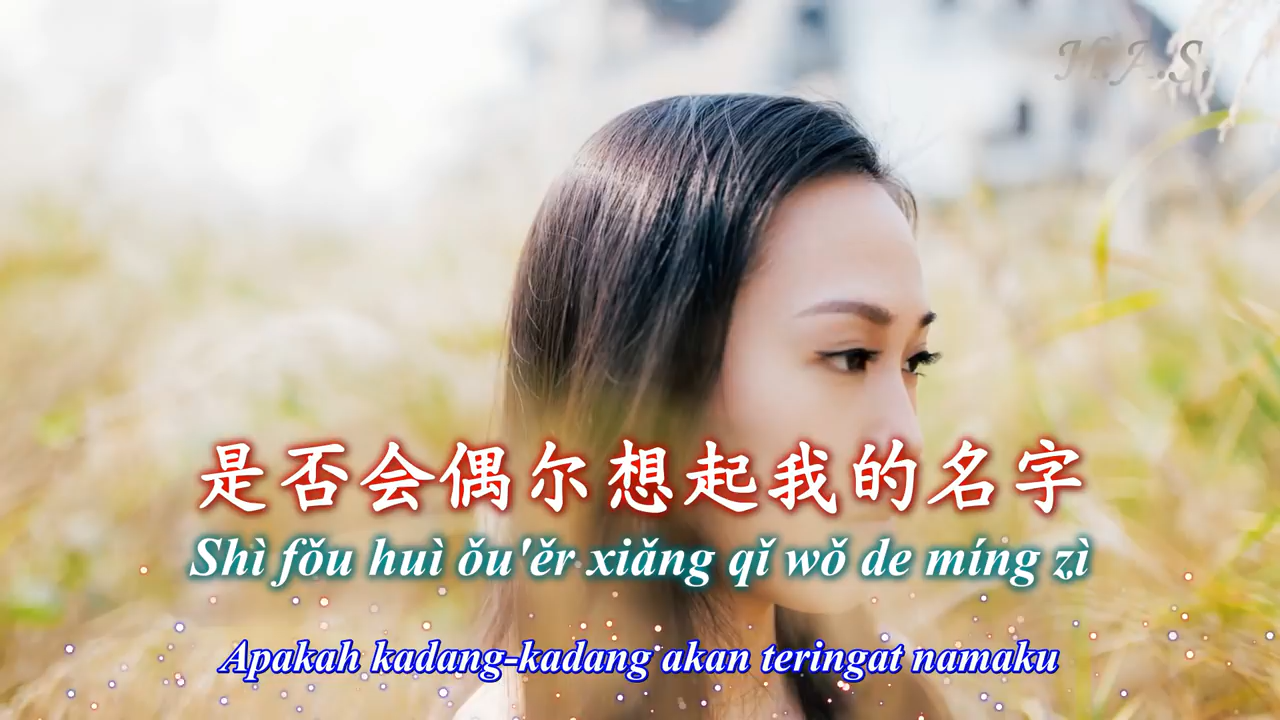 H.A.S.
是否会偶尔想起我的名字
Shì fǒu huì ǒu'ěr xiǎng qǐ wǒ de míng zì
Apakah kadang-kadang akan teringat namaku